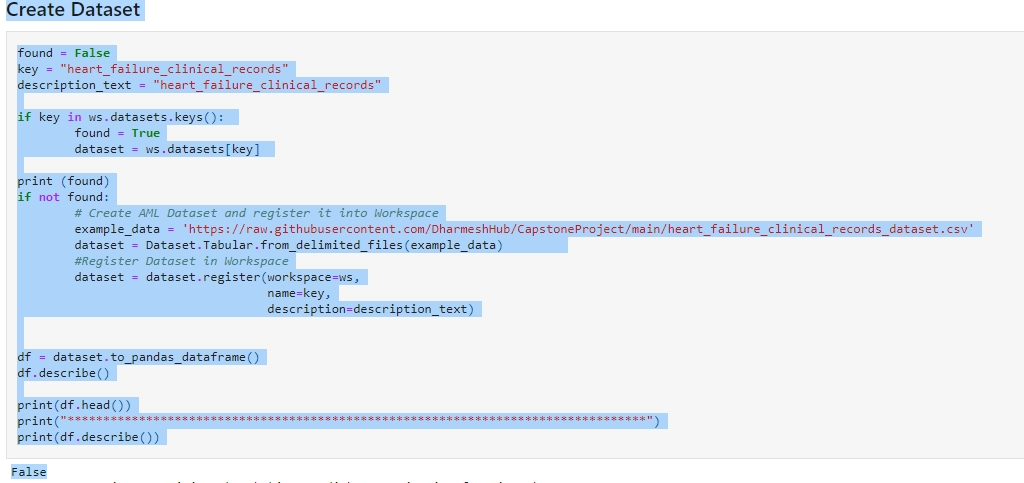 Create Dataset
found = False
key = "heart_failure_clinical_records"
description_text = "heart_failure_clinical_records"
if key in ws.datasets.keys():
        found = True
        dataset = ws.datasets[key]
print (found)
if not found:
        # Create AML Dataset and register it into Workspace
        example_data = 'https://raw.githubusercontent.com/DharmeshHub/CapstoneProject/main/heart_failure_clinical_records_dataset.csv'
        dataset = Dataset.Tabular.from_delimited_files(example_data)
        #Register Dataset in Workspace
        dataset = dataset.register(workspace=ws,
                                   name=key,
                                   description=description_text)
df = dataset.to_pandas_dataframe()
df.describe()
print(df.head())
print("*********************************************************************************")
print(df.describe())
False